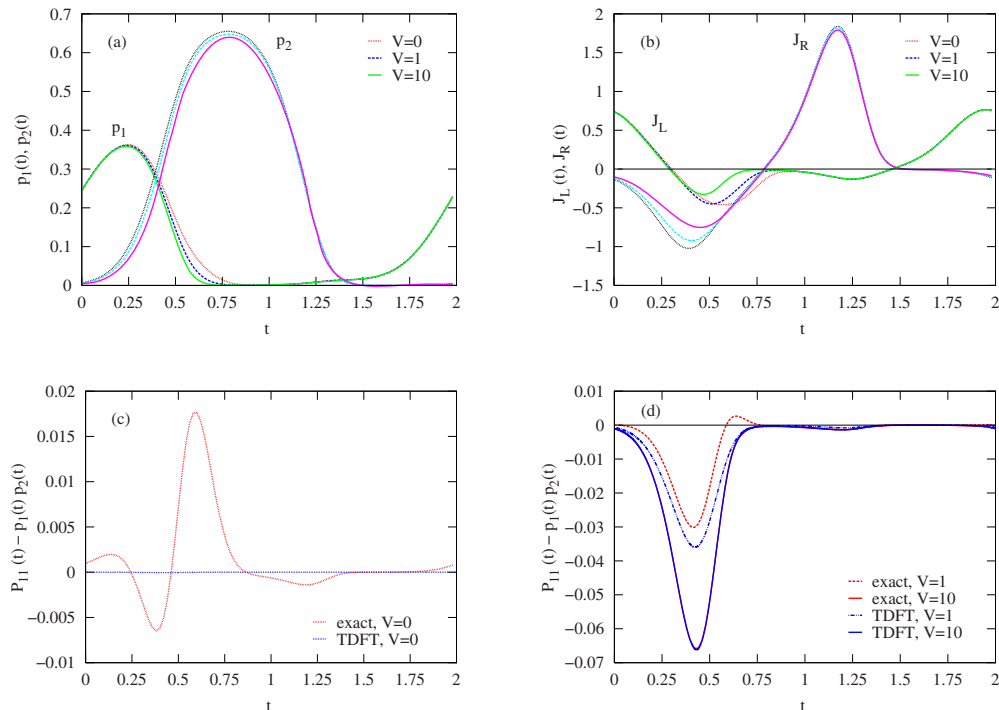 (a)
p1
p2
V=0
V=1
V=10
p1(t), p2(t)
0.7
0.6
0.5
0.4
0.3
0.2
0.1
0
0 0.25 0.5 0.75 1 1.25 1.5 1.75 2
t
(b)
JL
JR
V=0
V=1
V=10
JL(t), JR(t)
2
1.5
1
0.5
0
−0.5
−1
−1.5
0 0.25 0.5 0.75 1 1.25 1.5 1.75 2
t
(c)
P11(t) − p1(t) p2(t)
0.02
0.015
0.01
0.005
0
−0.005
−0.01
exact, V=0
TDFT, V=0
0 0.25 0.5 0.75 1 1.25 1.5 1.75 2
t
(d)
P11(t) − p1(t) p2(t)
0.01
0
−0.01
−0.02
−0.03
−0.04
−0.05
−0.06
−0.07
exact, V=1
exact, V=10
TDFT, V=1
TDFT, V=10
0 0.25 0.5 0.75 1 1.25 1.5 1.75 2
t